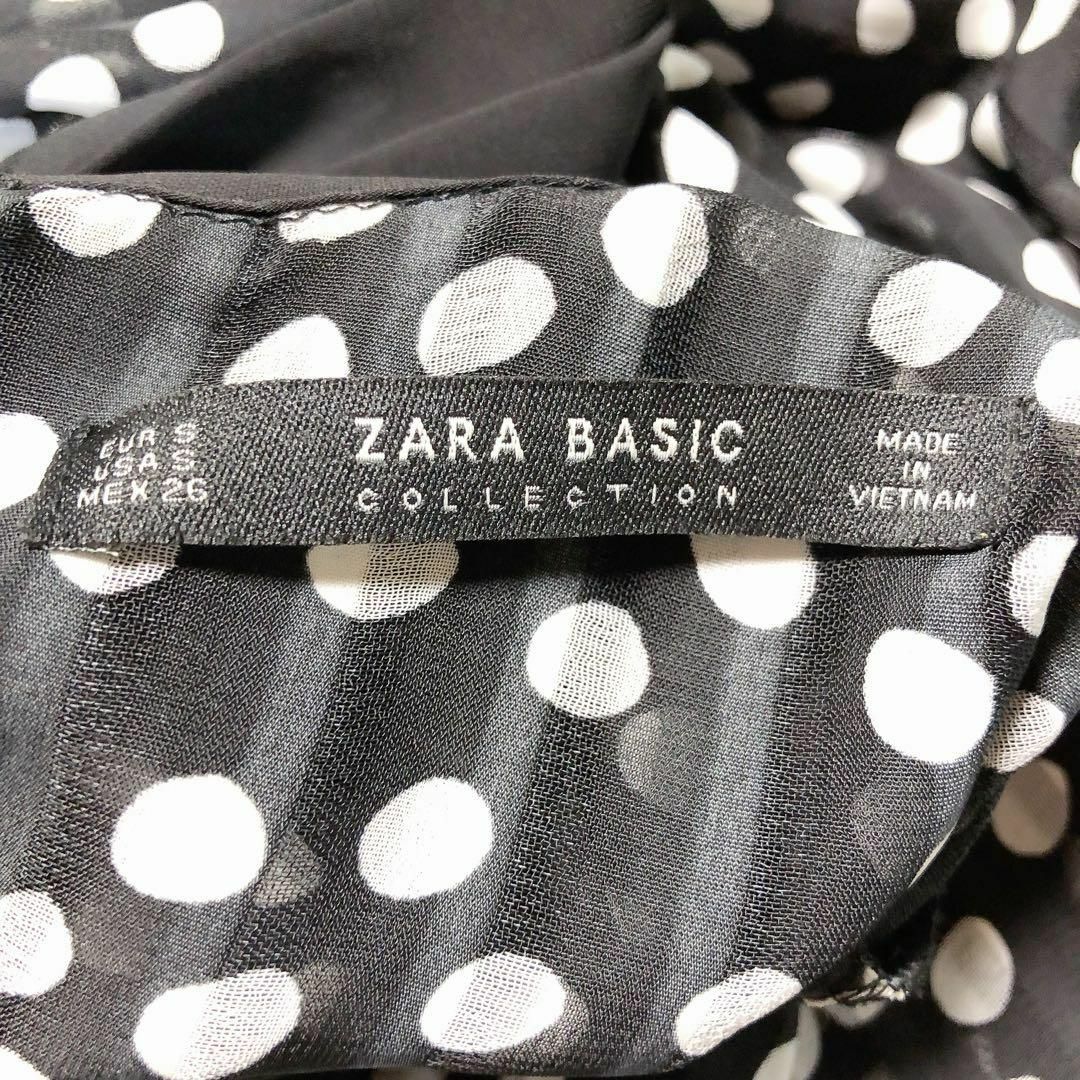 EUR S
USA S
MEX 26
ZARA BASIC
COLLECTION
MADE
IN
VIETNAM